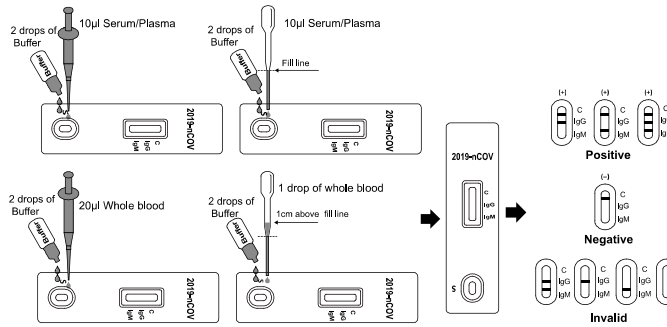 10µl Serum/Plasma
2 drops of
Buffer
Buffer
S
2019-nCOV
C
IgG
IgM
10µl Serum/Plasma
2 drops of
Buffer
Fill line
Buffer
S
2019-nCOV
C
IgG
IgM
20µl Whole blood
2 drops of
Buffer
Buffer
S
2019-nCOV
C
IgG
IgM
1 drop of whole blood
2 drops of
Buffer
1cm above fill line
Buffer
S
2019-nCOV
C
IgG
IgM
2019-nCOV
C
IgG
IgM
S
(+) (+) (+)
C C C
IgG IgG
IgM IgM
Positive
(−)
C
IgG
IgM
Negative
C C C
IgG IgG IgG
IgM IgM IgM
Invalid